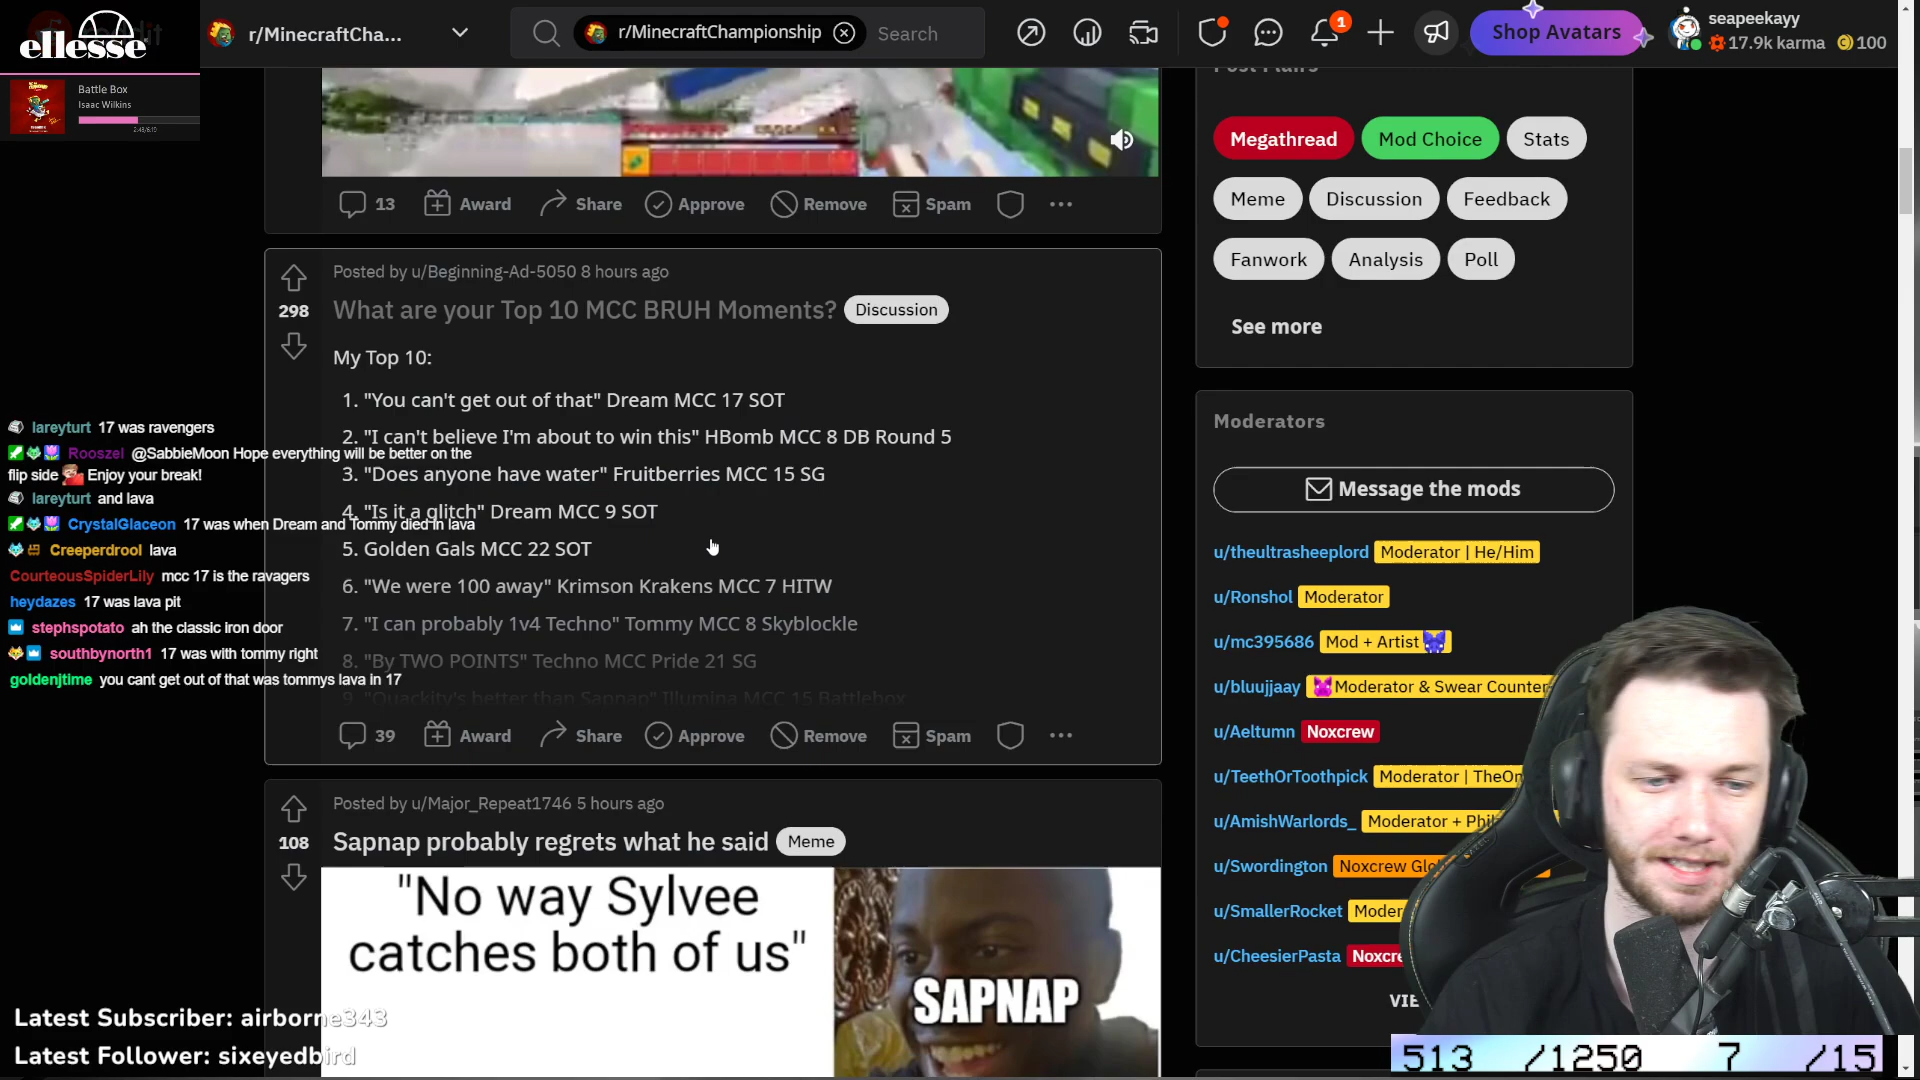 ellesse
r/MinecraftCha...
r/MinecraftChampionship
Search
1
Shop Avatars
seapeekayy
17.9k karma
100
Battle Box
Isaac Wilkins
13
Award
Share
Approve
Remove
Spam
Posted by u/Beginning-Ad-5050 8 hours ago
298
What are your Top 10 MCC BRUH Moments?
Discussion
My Top 10:
1. "You can't get out of that" Dream MCC 17 SOT
2. "I can't believe I'm about to win this" HBomb MCC 8 DB Round 5
3. "Does anyone have water" Fruitberries MCC 15 SG
4. "Is it a glitch" Dream MCC 9 SOT
5. Golden Gals MCC 22 SOT
6. "We were 100 away" Krimson Krakens MCC 7 HITW
7. "I can probably 1v4 Techno" Tommy MCC 8 Skyblockle
8. "By TWO POINTS" Techno MCC Pride 21 SG
9. "Quackity's better than Sapnap" Illumina MCC 15 Battlebox
39
Award
Share
Approve
Remove
Spam
Posted by u/Major_Repeat1746 5 hours ago
108
Sapnap probably regrets what he said
Meme
"No way Sylvee
catches both of us"
SAPNAP
lareyturt 17 was ravengers
Rooszel @SabbieMoon Hope everything will be better on the
flip side Enjoy your break!
lareyturt and lava
CrystalGlaceon 17 was when Dream and Tommy died in lava
Creeperdrool lava
CourteousSpiderLily mcc 17 is the ravagers
heydazes 17 was lava pit
stephspotato ah the classic iron door
southbynorth1 17 was with tommy right
goldenjtime you cant get out of that was tommys lava in 17
Latest Subscriber: airborne343
Latest Follower: sixeyedbird
Post Flairs
Megathread
Mod Choice
Stats
Meme
Discussion
Feedback
Fanwork
Analysis
Poll
See more
Moderators
Message the mods
u/theultrasheeplord Moderator | He/Him
u/Ronshol Moderator
u/mc395686 Mod + Artist
u/bluujjaay Moderator & Swear Counter
u/Aeltumn Noxcrew
u/TeethOrToothpick Moderator |
u/AmishWarlords_ Moderator +
u/Swordington Noxcrew
u/SmallerRocket
u/CheesierPasta
513 /1250 7 /15